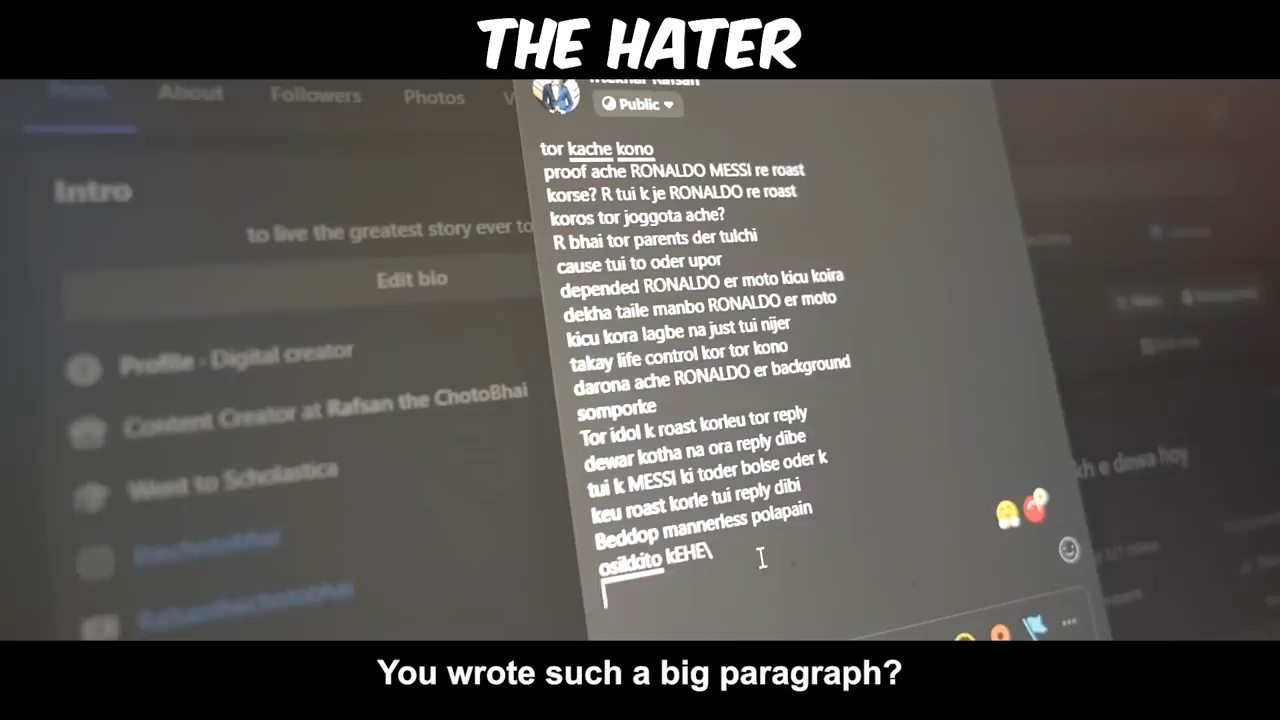 THE HATER
Posts About Followers Photos
Public
Intro
to live the greatest story ever to
Edit bio
Profile · Digital creator
Content Creator at Rafsan the ChotoBhai
Went to Scholastica
tor kache kono
proof ache RONALDO MESSI re roast
korse? R tui k je RONALDO re roast
koros tor joggota ache?
R bhai tor parents der tulchi
cause tui to oder upor
depended RONALDO er moto kicu koira
dekha taile manbo RONALDO er moto
kicu kora lagbe na just tui nijer
takay life control kor tor kono
darona ache RONALDO er background
somporke
Tor idol k roast korleu tor reply
dewar kotha na ora reply dibe
tui k MESSI ki toder bolse oder k
keu roast korle tui reply dibi
Beddop mannerless polapain
osikkito kEHE\
kh e dewa hoy
You wrote such a big paragraph?